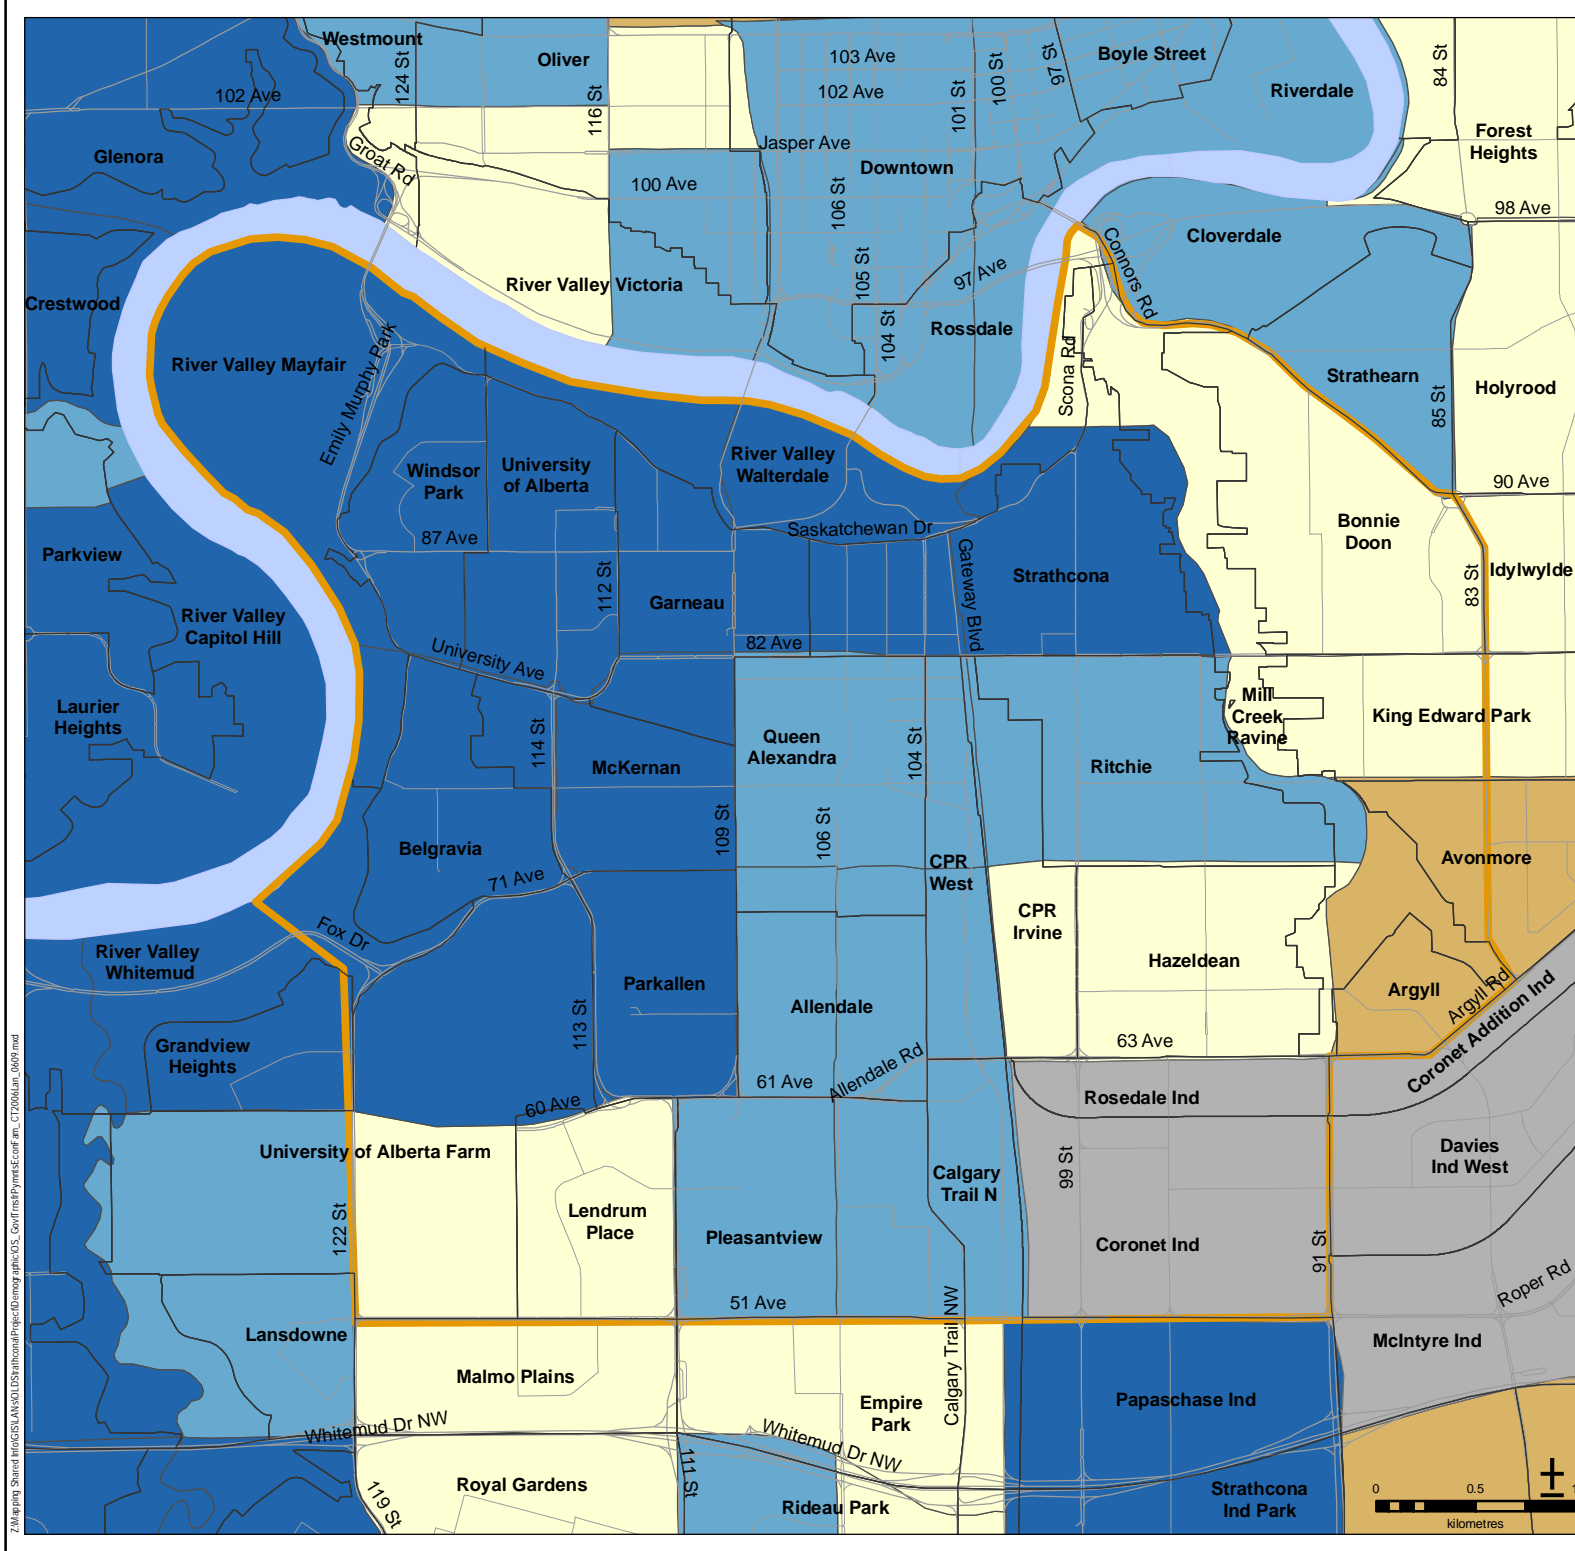 Westmount
Oliver
124 St
116 St
102 Ave
103 Ave
102 Ave
101 St
100 St
97 St
Boyle Street
Riverdale
84 St
Forest
Heights
Glenora
Groat Rd
Jasper Ave
Downtown
100 Ave
106 St
98 Ave
Cloverdale
Crestwood
River Valley Victoria
105 St
97 Ave
Connors Rd
104 St
Rossdale
Scona Rd
River Valley Mayfair
Emily Murphy Park
Strathearn
85 St
Holyrood
Windsor
Park
University
of Alberta
River Valley
Walterdale
90 Ave
87 Ave
Saskatchewan Dr
Bonnie
Doon
Parkview
Gateway Blvd
Strathcona
83 St
Idylwylde
112 St
Garneau
River Valley
Capitol Hill
82 Ave
University Ave
Laurier
Heights
114 St
McKernan
Queen
Alexandra
104 St
Ritchie
Mill
Creek
Ravine
King Edward Park
109 St
106 St
Belgravia
CPR
West
Avonmore
71 Ave
CPR
Irvine
Fox Dr
River Valley
Whitemud
Hazeldean
Parkallen
Allendale
Argyll
Argyll Rd
Coronet Addition Ind
113 St
Grandview
Heights
63 Ave
61 Ave
Allendale Rd
60 Ave
Rosedale Ind
University of Alberta Farm
99 St
Davies
Ind West
Calgary
Trail N
122 St
Lendrum
Place
Pleasantview
Coronet Ind
91 St
Roper Rd
51 Ave
Lansdowne
Calgary Trail NW
McIntyre Ind
Malmo Plains
Empire
Park
Papaschase Ind
Whitemud Dr NW
Whitemud Dr NW
119 St
Royal Gardens
111 St
Rideau Park
Strathcona
Ind Park
0 0.5 1
kilometres